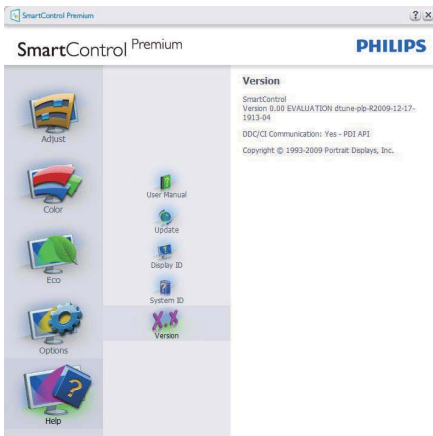 SmartControl Premium
? x
SmartControl Premium
PHILIPS
Adjust
Color
Eco
Options
Help
User Manual
Update
Display ID
System ID
X.X
Version
Version
SmartControl
Version 0.00 EVALUATION dtune-plp-R2009-12-17-
1913-04
DDC/CI Communication: Yes - PDI API
Copyright © 1993-2009 Portrait Displays, Inc.